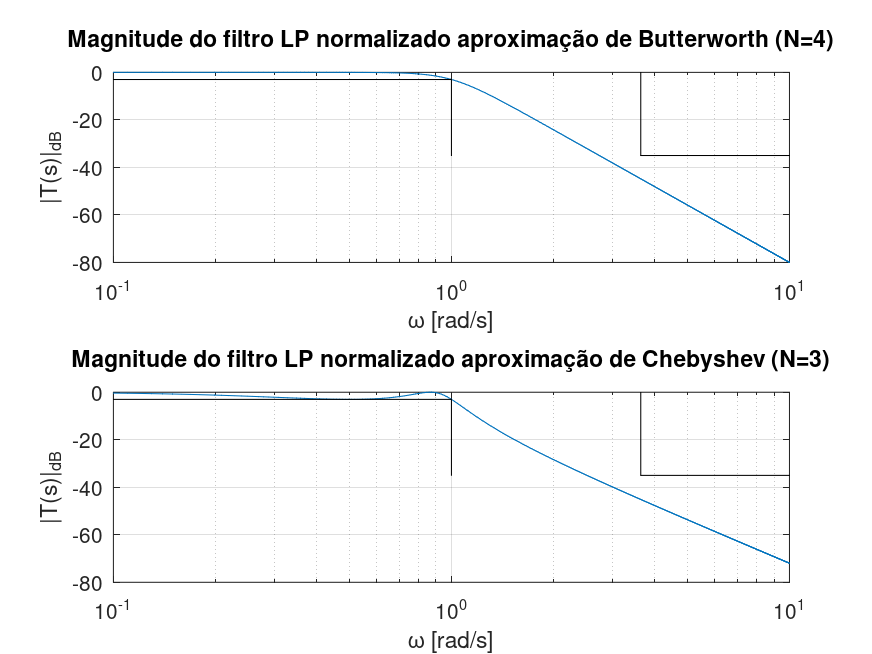 Magnitude do filtro LP normalizado aproximação de Butterworth (N=4)
0
-20
-40
-60
-80
|T(s)|dB
10-1
100
101
ω [rad/s]
Magnitude do filtro LP normalizado aproximação de Chebyshev (N=3)
0
-20
-40
-60
-80
|T(s)|dB
10-1
100
101
ω [rad/s]